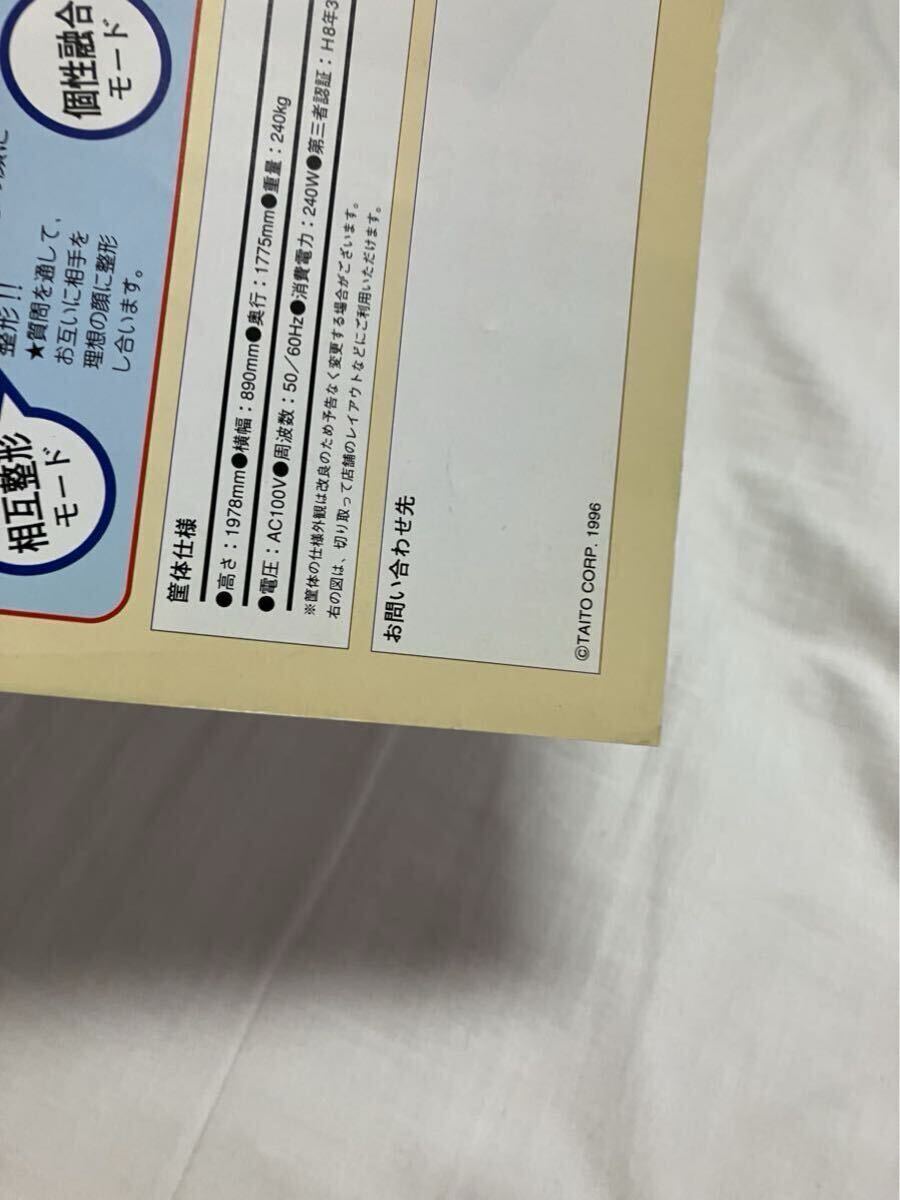 個性融合
モード
相互整形
モード
整形!!
★質問を通して、
お互いに相手を
理想の顔に整形
し合います。
筐体仕様
●高さ：1978mm●横幅：890mm●奥行：1775mm●重量：240kg
●電圧：AC100V●周波数：50／60Hz●消費電力：240W●第三者認証：H8年3
※筐体の仕様外観は改良のため予告なく変更する場合がございます。
右の図は、切り取って店舗のレイアウトなどにご利用いただけます。
お問い合わせ先
©TAITO CORP. 1996